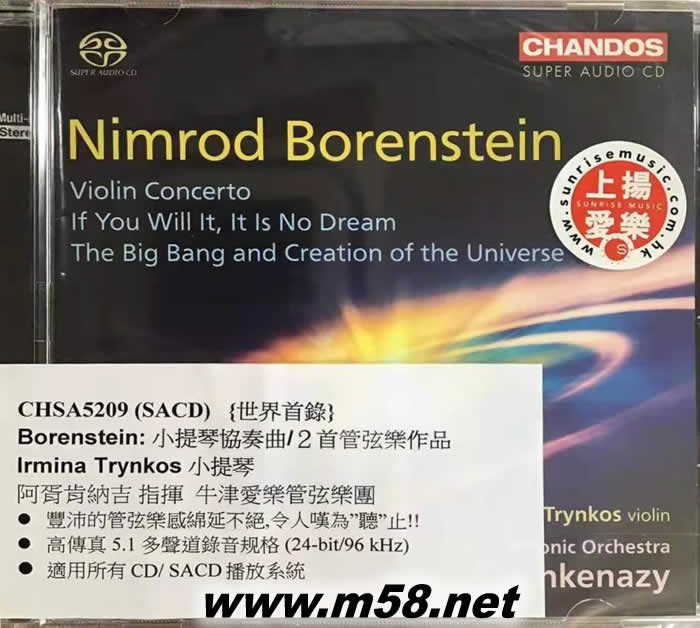 SUPER AUDIO CD
CHANDOS
SUPER AUDIO CD
Multi-
Stere
Nimrod Borenstein
Violin Concerto
If You Will It, It Is No Dream
The Big Bang and Creation of the Universe
www.sunrisemusic.com.hk
上揚
SUNRISE MUSIC
愛樂
S
CHSA5209 (SACD) {世界首錄}
Borenstein: 小提琴協奏曲/２首管弦樂作品
Irmina Trynkos 小提琴
阿胥肯納吉 指揮 牛津愛樂管弦樂團
● 豐沛的管弦樂感綿延不絕,令人嘆為”聽”止!!
● 高傳真 5.1 多聲道錄音规格 (24-bit/96 kHz)
● 適用所有 CD/ SACD 播放系統
Trynkos violin
onic Orchestra
hkenazy
www.m58.net